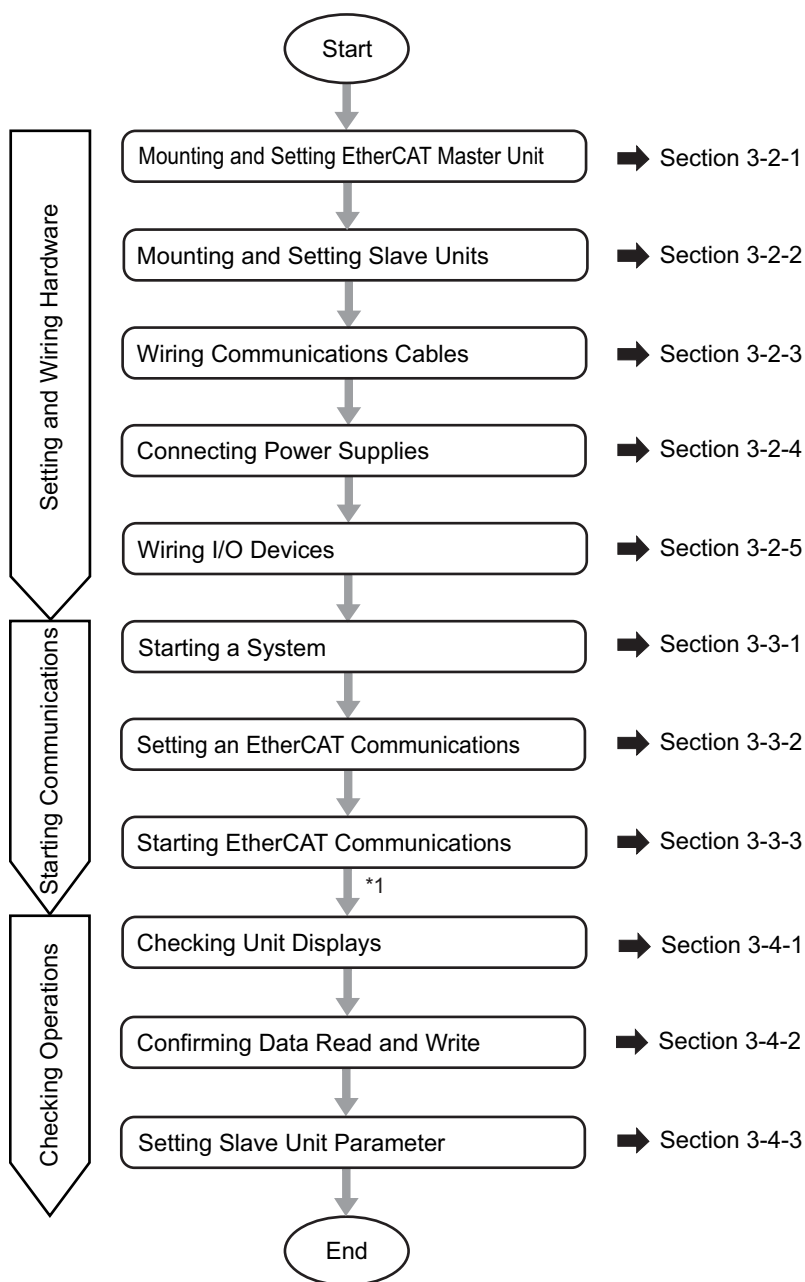 Start
Setting and Wiring Hardware
Mounting and Setting EtherCAT Master Unit
Section 3-2-1
Mounting and Setting Slave Units
Section 3-2-2
Wiring Communications Cables
Section 3-2-3
Connecting Power Supplies
Section 3-2-4
Wiring I/O Devices
Section 3-2-5
Starting Communications
Starting a System
Section 3-3-1
Setting an EtherCAT Communications
Section 3-3-2
Starting EtherCAT Communications
Section 3-3-3
*1
Checking Operations
Checking Unit Displays
Section 3-4-1
Confirming Data Read and Write
Section 3-4-2
Setting Slave Unit Parameter
Section 3-4-3
End